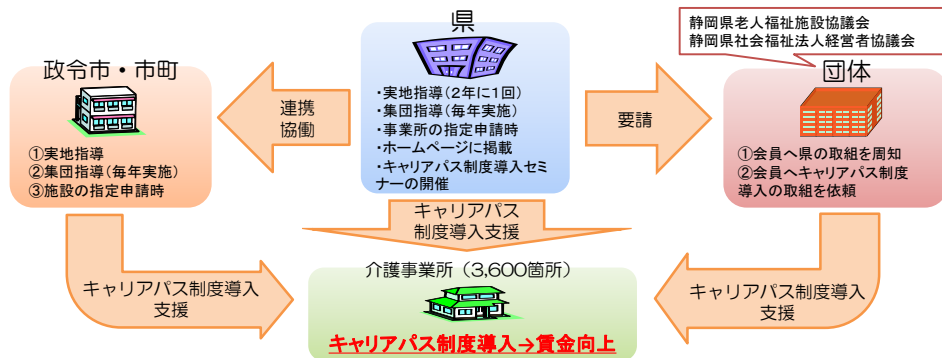 静岡県老人福祉施設協議会
静岡県社会福祉法人経営者協議会
県
政令市・市町
団体
連携
協働
・実地指導(2年に1回)
・集団指導(毎年実施)
・事業所の指定申請時
・ホームページに掲載
・キャリアパス制度導入セミ
ナーの開催
要請
①実地指導
②集団指導(毎年実施)
③施設の指定申請時
①会員へ県の取組を周知
②会員へキャリアパス制度
導入の取組を依頼
キャリアパス
制度導入支援
介護事業所（3,600箇所）
キャリアパス制度導入
支援
キャリアパス制度導入
支援
キャリアパス制度導入→賃金向上